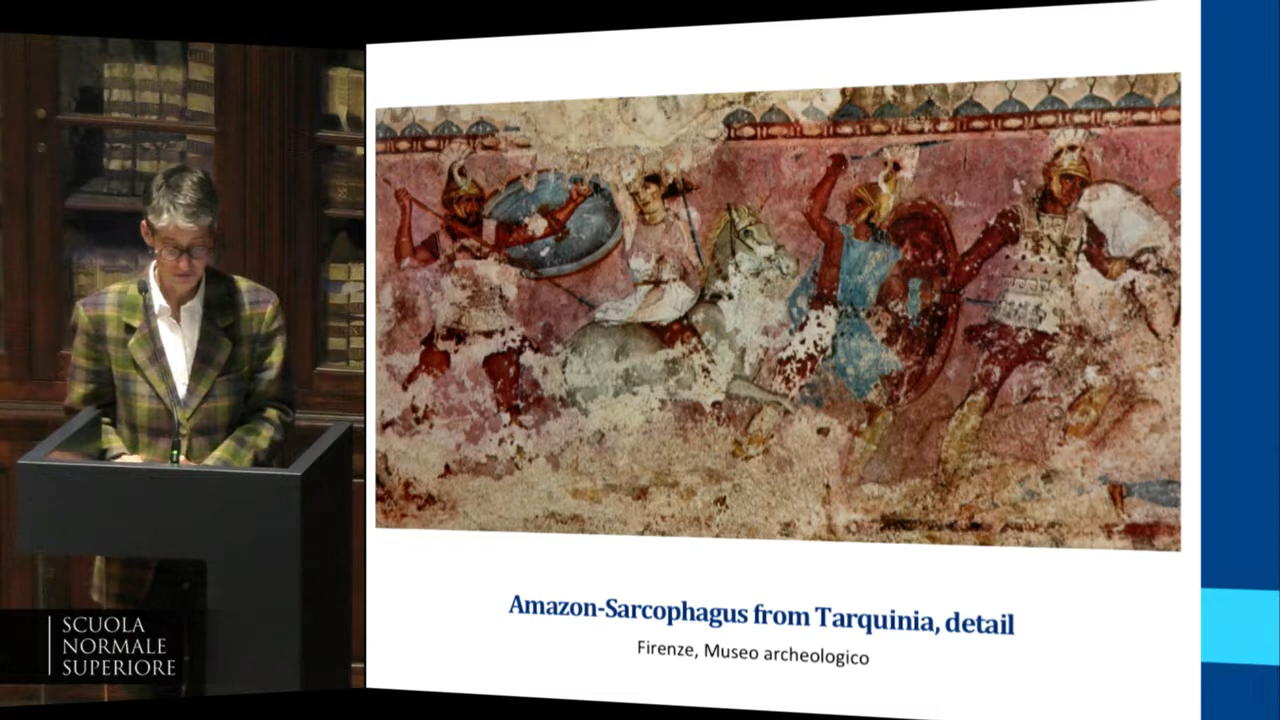 Amazon-Sarcophagus from Tarquinia, detail
Firenze, Museo archeologico
SCUOLA
NORMALE
SUPERIORE